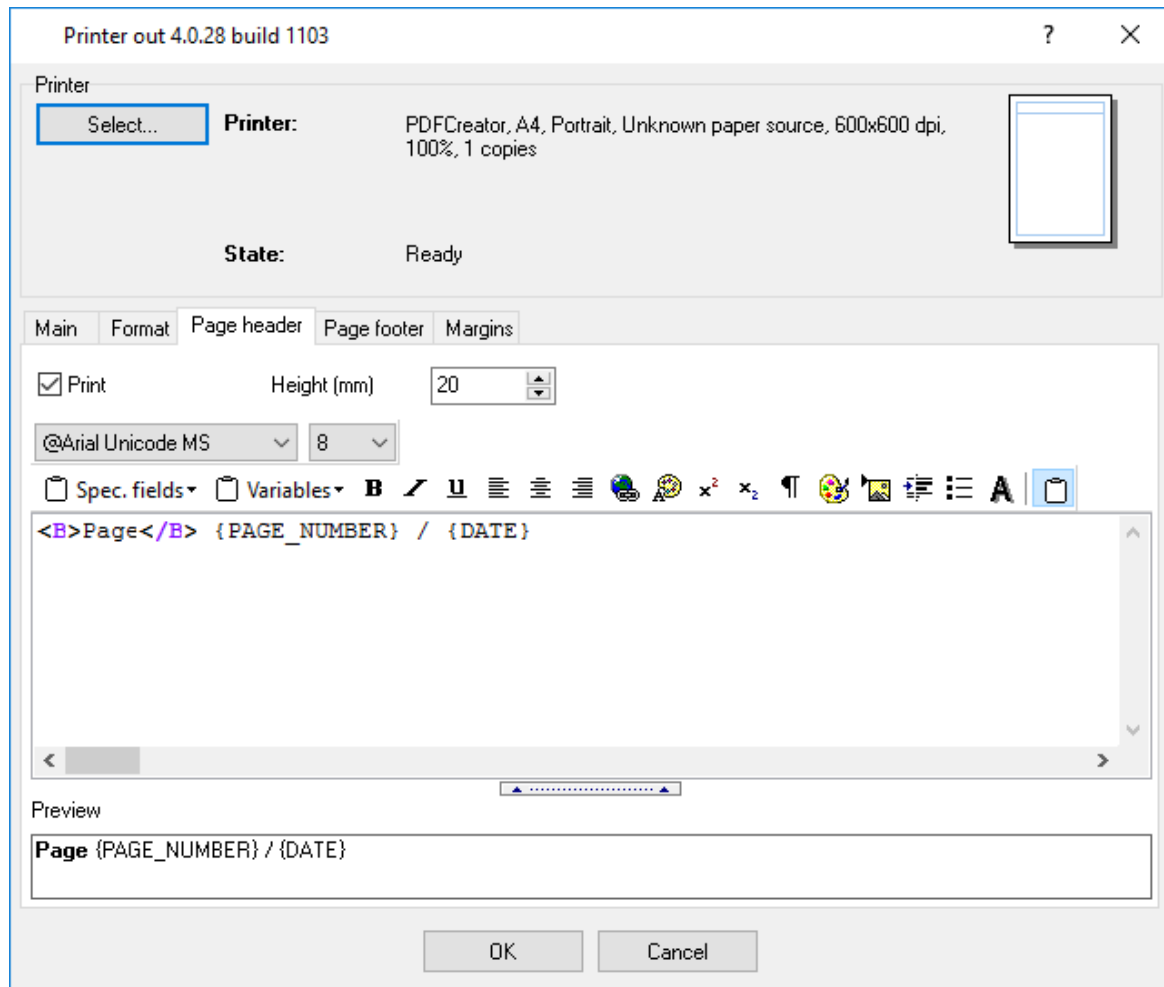 Printer out 4.0.28 build 1103
?
Printer
Select...
Printer:
PDFCreator, A4, Portrait, Unknown paper source, 600x600 dpi,
100%, 1 copies
State:
Ready
Main
Format
Page header
Page footer
Margins
Print
Height (mm)
20
@Arial Unicode MS
8
Spec. fields
Variables
B I U x² x₂ ¶ A
<B>Page</B> {PAGE_NUMBER} / {DATE}
Preview
Page {PAGE_NUMBER} / {DATE}
OK
Cancel